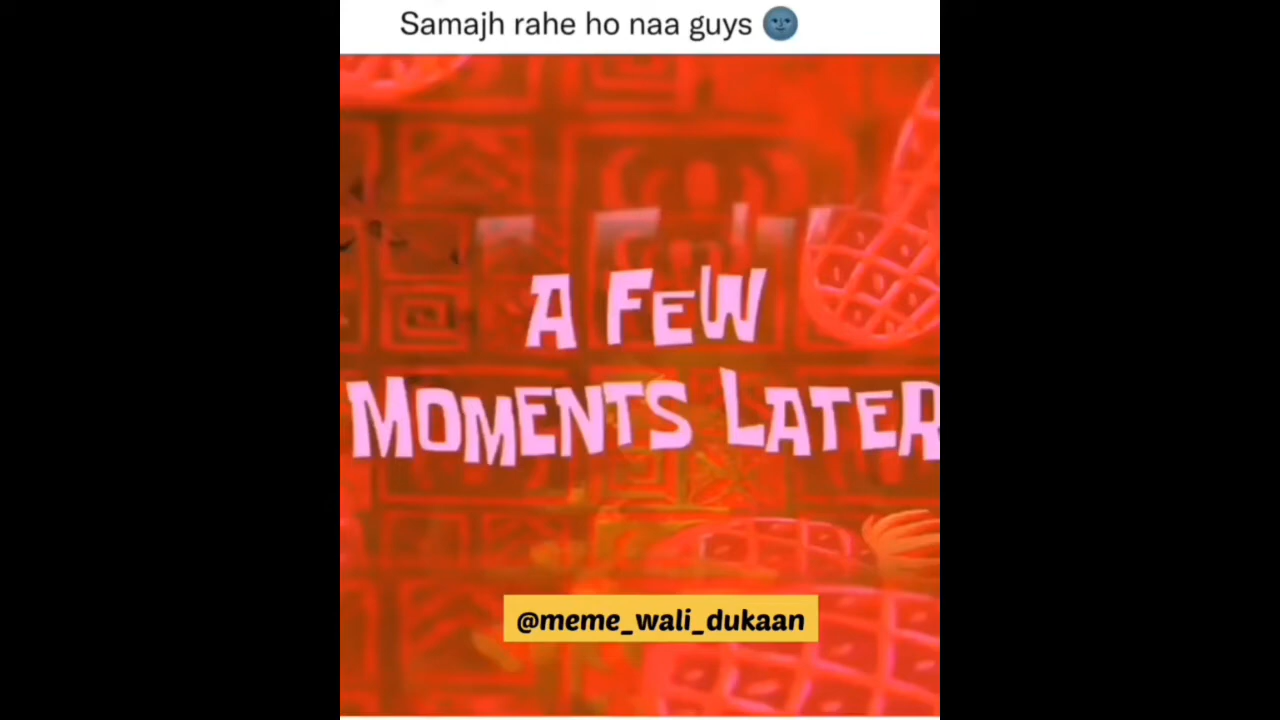 Samajh rahe ho naa guys 🌚
A FEW
MOMENTS LATER
@meme_wali_dukaan